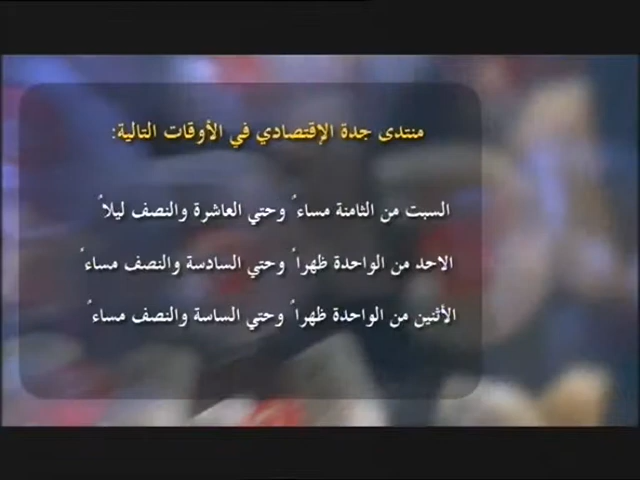 منتدى جدة الإقتصادي في الأوقات التالية:
السبت من الثامنة مساءً وحتي العاشرة والنصف ليلاً
الاحد من الواحدة ظهراً وحتي السادسة والنصف مساءً
الأثنين من الواحدة ظهراً وحتي الساسة والنصف مساءً